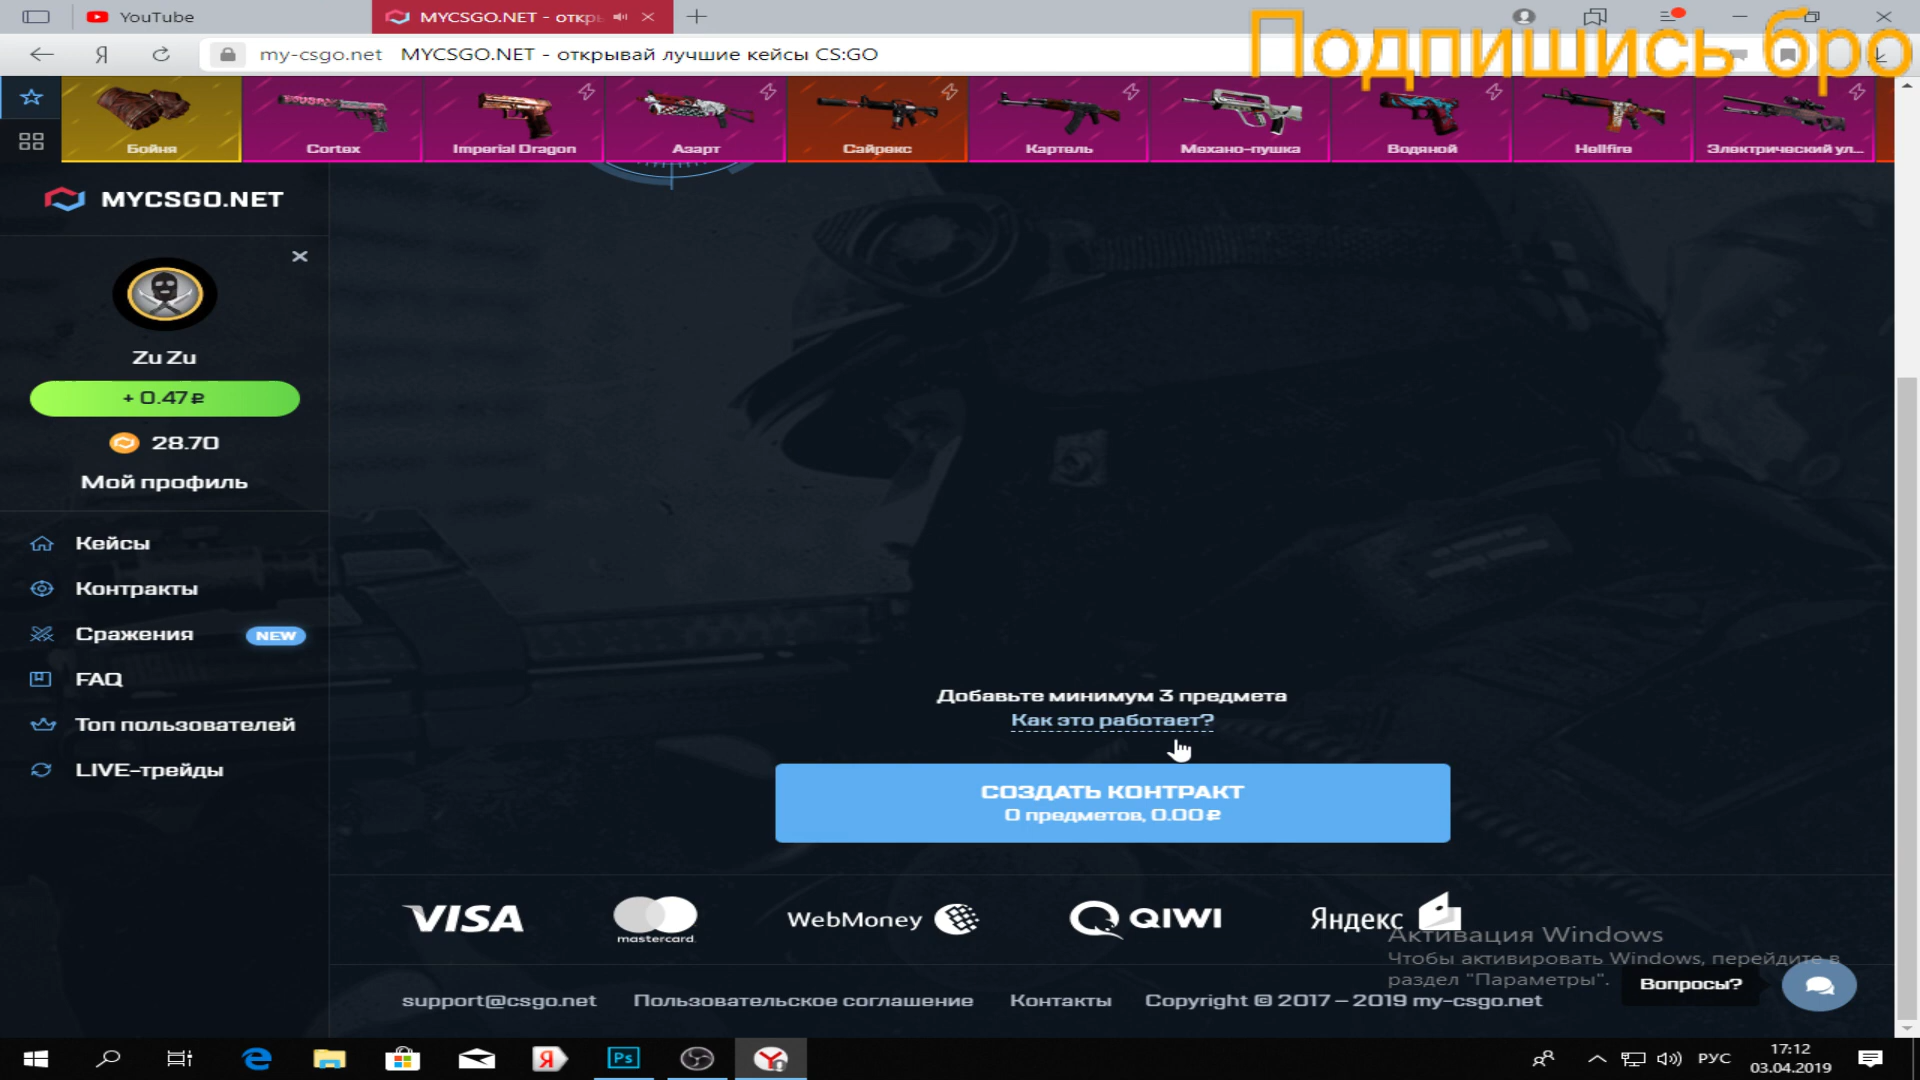 YouTube
MYCSGO.NET - откры
Подпишись бро
my-csgo.net MYCSGO.NET - открывай лучшие кейсы CS:GO
Бойня
Cortex
Imperial Dragon
Азарт
Сайрекс
Картель
Механо-пушка
Водяной
Hellfire
Электрический ул...
MYCSGO.NET
Zu Zu
+ 0.47₽
28.70
Мой профиль
Кейсы
Контракты
Сражения NEW
FAQ
Топ пользователей
LIVE-трейды
Добавьте минимум 3 предмета
Как это работает?
СОЗДАТЬ КОНТРАКТ
0 предметов, 0.00₽
VISA
mastercard.
WebMoney
QIWI
Яндекс
Активация Windows
Чтобы активировать Windows, перейдите в
раздел "Параметры".
Вопросы?
support@csgo.net Пользовательское соглашение Контакты Copyright © 2017 – 2019 my-csgo.net
Ps
РУС
17:12
03.04.2019